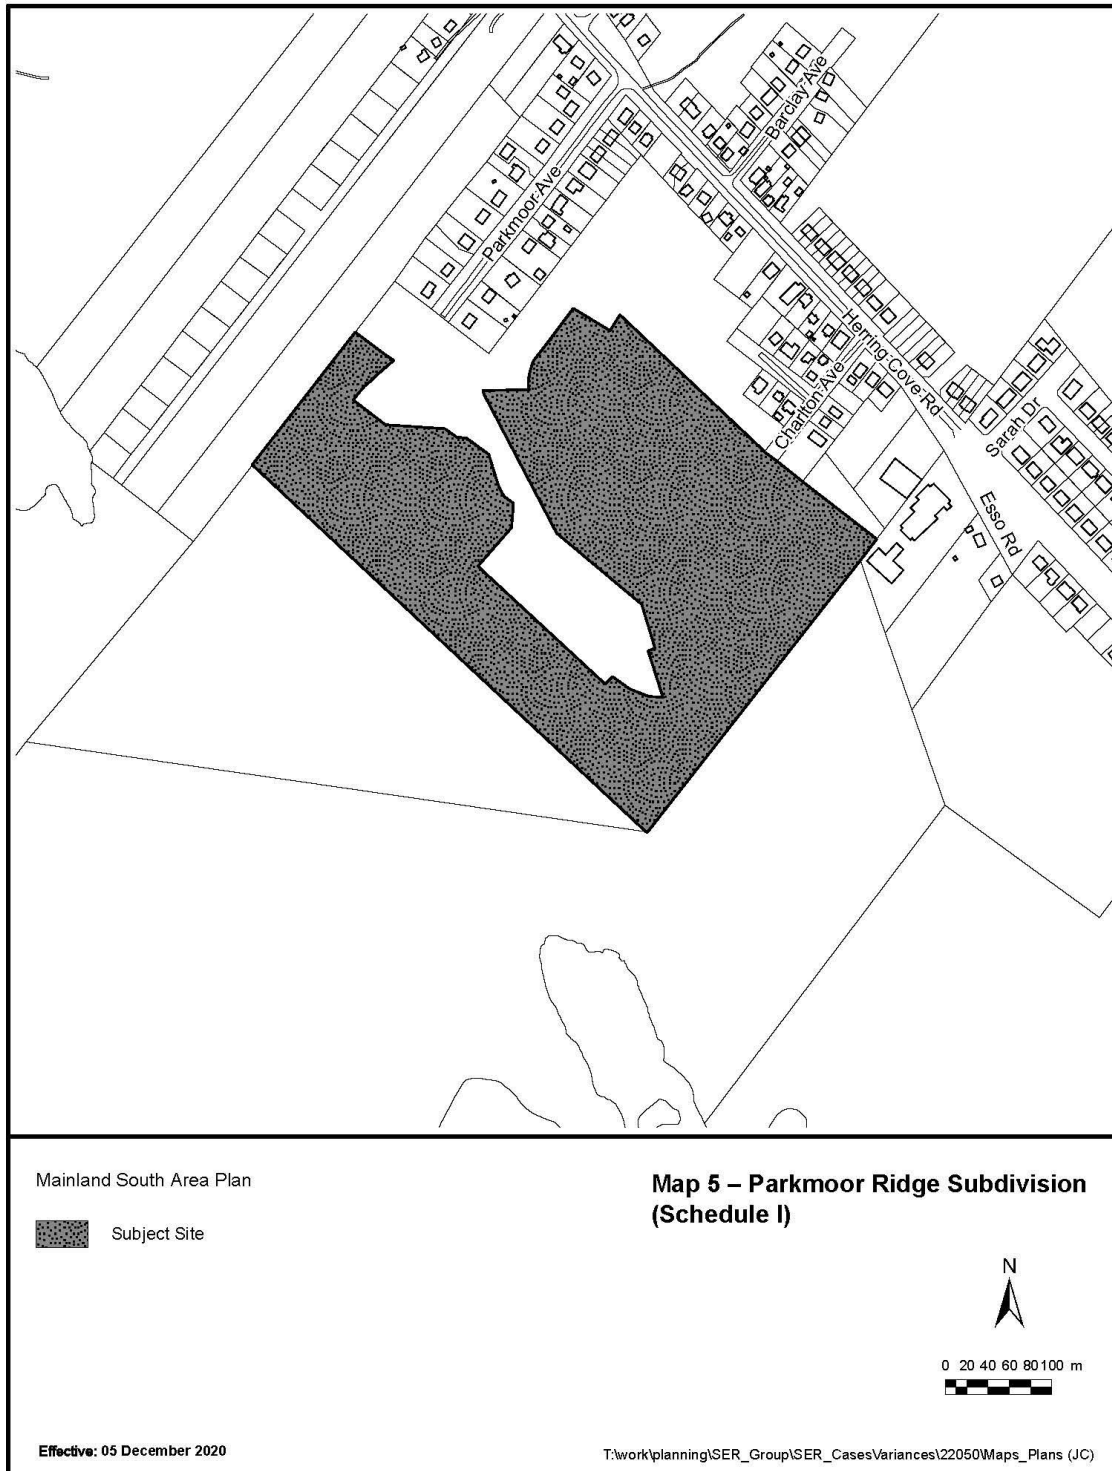 Barclay Ave
Parkmoor Ave
Herring Cove Rd
Charlton Ave
Sarah Dr
Esso Rd
Mainland South Area Plan
Subject Site
Map 5 – Parkmoor Ridge Subdivision
(Schedule I)
N
0 20 40 60 80 100 m
Effective: 05 December 2020
T:\work\planning\SER_Group\SER_CasesVariances\22050\Maps_Plans (JC)